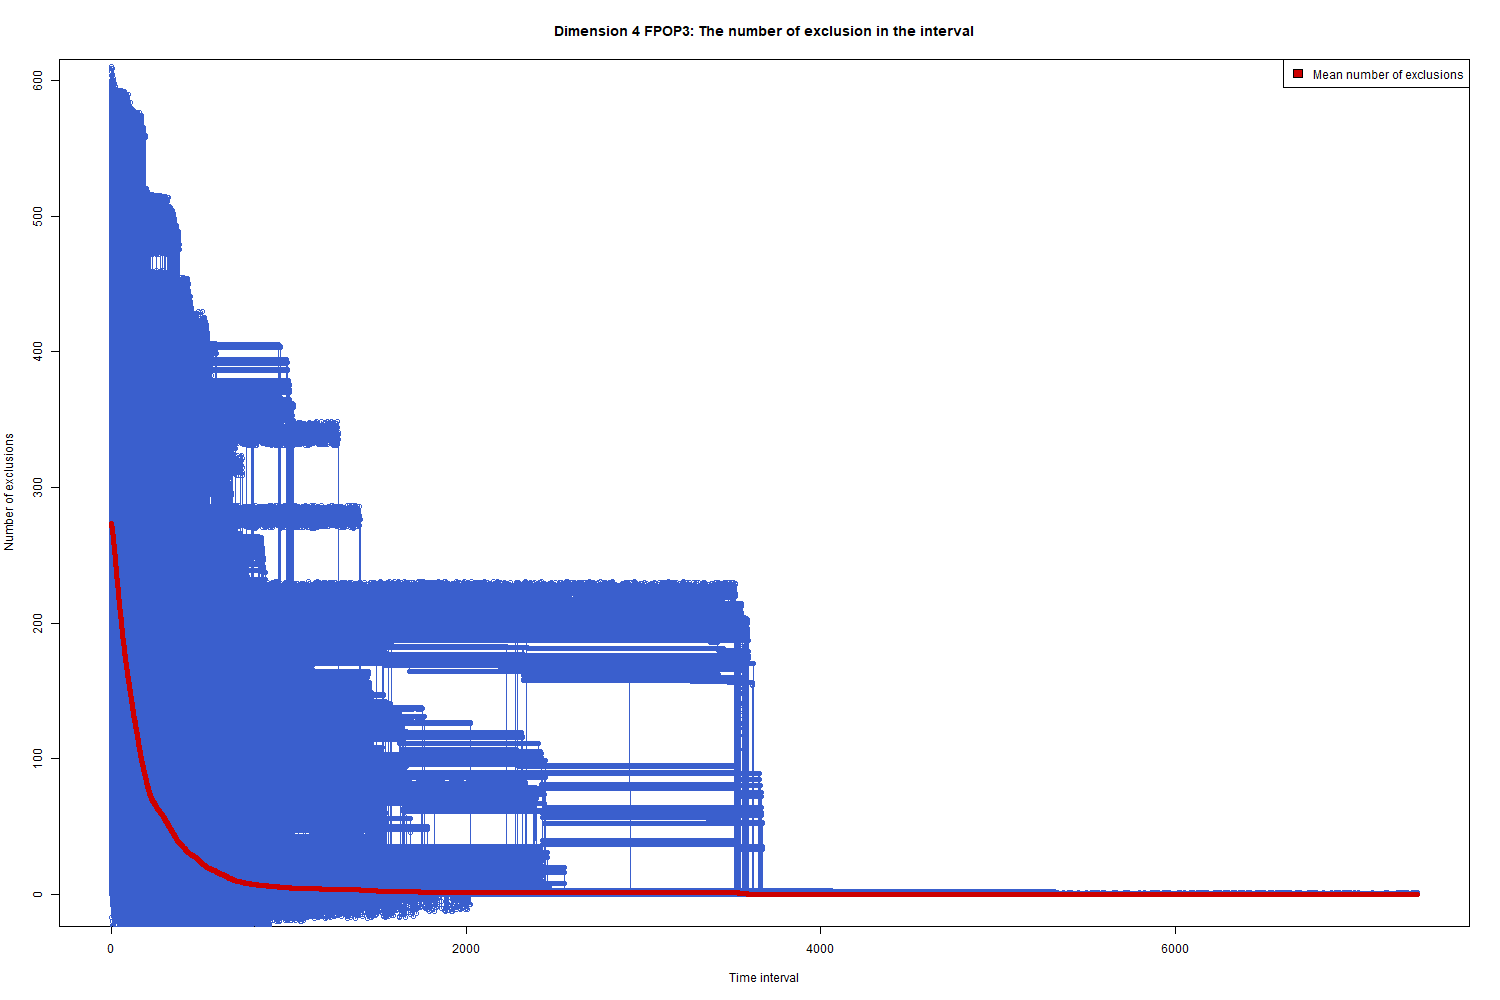 Dimension 4 FPOP3: The number of exclusion in the interval
Mean number of exclusions
600
500
400
300
200
100
0
Number of exclusions
0
2000
4000
6000
Time interval